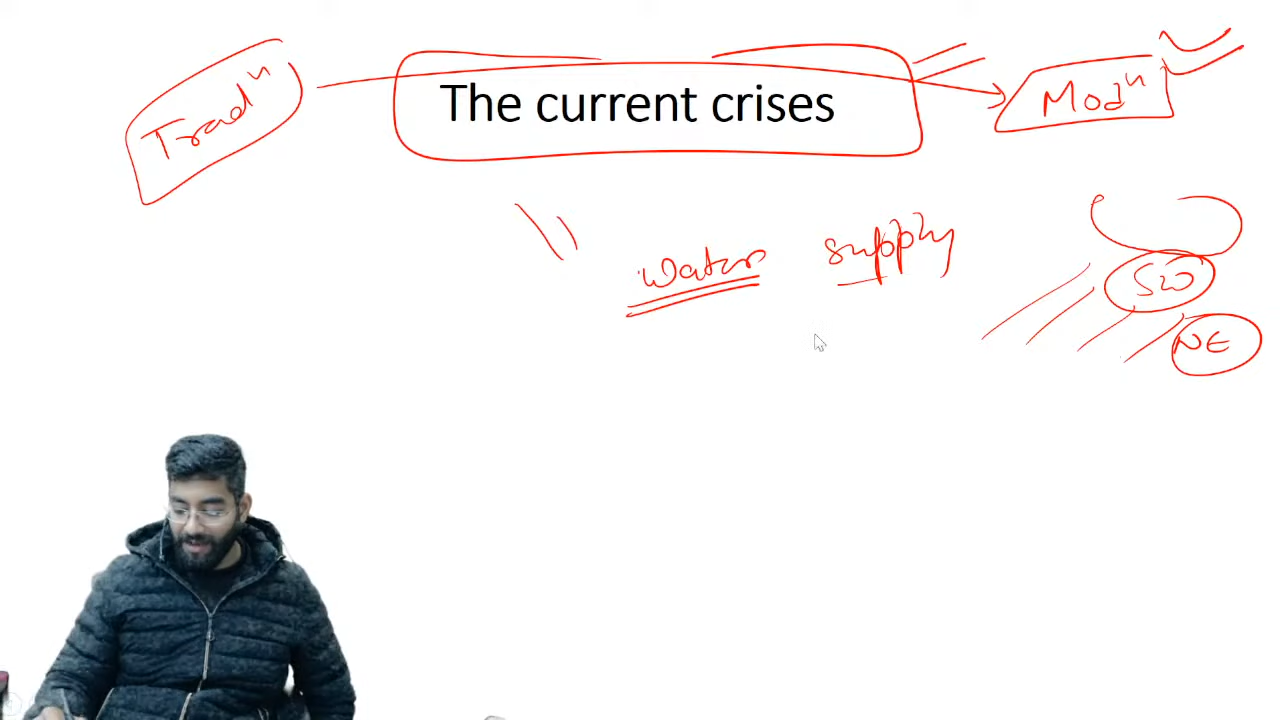 Tradⁿ
The current crises
Modⁿ
water supply
SW
NE